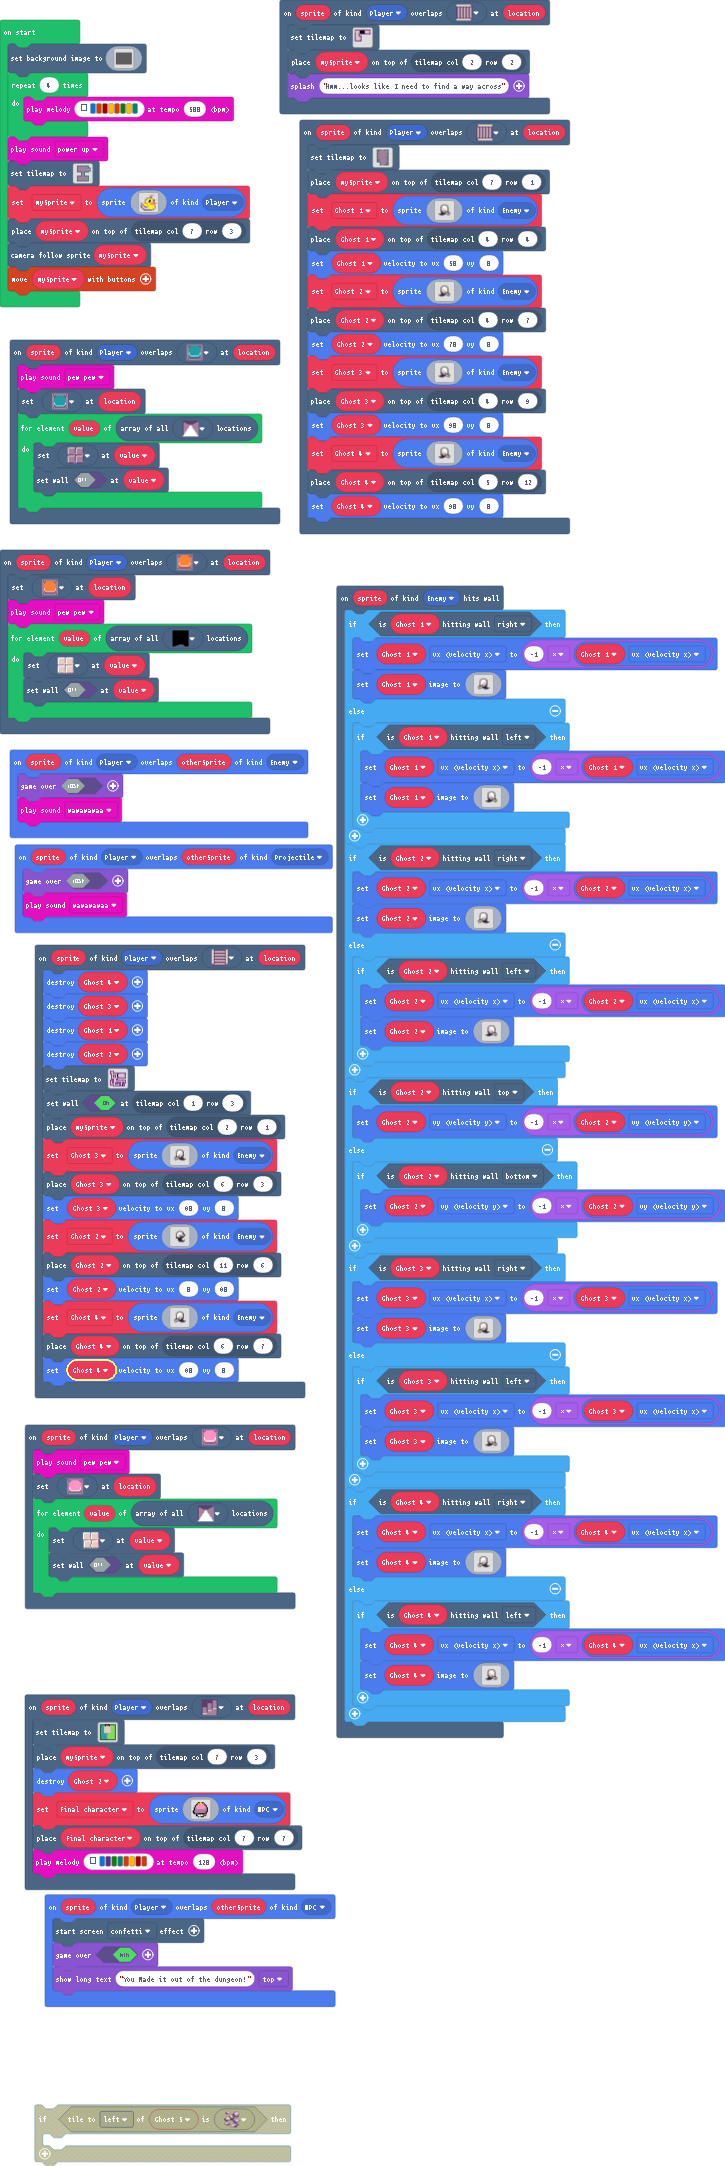 on start
set background image to
repeat 4 times
do play melody at tempo 500 (bpm)
play sound power up
set tilemap to
set mySprite to sprite of kind Player
place mySprite on top of tilemap col 7 row 3
camera follow sprite mySprite
move mySprite with buttons
on sprite of kind Player overlaps at location
set tilemap to
place mySprite on top of tilemap col 2 row 2
splash "Hmm...looks like I need to find a way across"
on sprite of kind Player overlaps at location
set tilemap to
place mySprite on top of tilemap col 7 row 1
set Ghost 1 to sprite of kind Enemy
place Ghost 1 on top of tilemap col 4 row 4
set Ghost 1 velocity to vx 50 vy 0
set Ghost 2 to sprite of kind Enemy
place Ghost 2 on top of tilemap col 4 row 7
set Ghost 2 velocity to vx 70 vy 0
set Ghost 3 to sprite of kind Enemy
place Ghost 3 on top of tilemap col 4 row 9
set Ghost 3 velocity to vx 90 vy 0
set Ghost 4 to sprite of kind Enemy
place Ghost 4 on top of tilemap col 5 row 12
set Ghost 4 velocity to vx 90 vy 0
on sprite of kind Player overlaps at location
play sound pew pew
set at location
for element value of array of all locations
do set at value
set wall OFF at value
on sprite of kind Player overlaps at location
set at location
play sound pew pew
for element value of array of all locations
do set at value
set wall OFF at value
on sprite of kind Player overlaps otherSprite of kind Enemy
game over LOSE
play sound wawawawaa
on sprite of kind Player overlaps otherSprite of kind Projectile
game over LOSE
play sound wawawawaa
on sprite of kind Player overlaps at location
destroy Ghost 4
destroy Ghost 3
destroy Ghost 1
destroy Ghost 2
set tilemap to
set wall ON at tilemap col 1 row 3
place mySprite on top of tilemap col 2 row 1
set Ghost 3 to sprite of kind Enemy
place Ghost 3 on top of tilemap col 6 row 3
set Ghost 3 velocity to vx vy 0
set Ghost 2 to sprite of kind Enemy
place Ghost 2 on top of tilemap col 11 row 6
set Ghost 2 velocity to vx 0 vy
set Ghost 4 to sprite of kind Enemy
place Ghost 4 on top of tilemap col 6 row 7
set Ghost 4 velocity to vx vy 0
on sprite of kind Player overlaps at location
play sound pew pew
set at location
for element value of array of all locations
do set at value
set wall OFF at value
on sprite of kind Player overlaps at location
set tilemap to
place mySprite on top of tilemap col 7 row 3
destroy Ghost 2
set Final character to sprite of kind NPC
place Final character on top of tilemap col 7 row 7
play melody at tempo 120 (bpm)
on sprite of kind Player overlaps otherSprite of kind NPC
start screen confetti effect
game over WIN
show long text "You Made it out of the dungeon!" top
if tile to left of Ghost 5 is then
on sprite of kind Enemy hits wall
if is Ghost 1 hitting wall right then
set Ghost 1 vx (velocity x) to -1 × Ghost 1 vx (velocity x)
set Ghost 1 image to
else
if is Ghost 1 hitting wall left then
set Ghost 1 vx (velocity x) to -1 × Ghost 1 vx (velocity x)
set Ghost 1 image to
if is Ghost 2 hitting wall right then
set Ghost 2 vx (velocity x) to -1 × Ghost 2 vx (velocity x)
set Ghost 2 image to
else
if is Ghost 2 hitting wall left then
set Ghost 2 vx (velocity x) to -1 × Ghost 2 vx (velocity x)
set Ghost 2 image to
if is Ghost 2 hitting wall top then
set Ghost 2 vy (velocity y) to -1 × Ghost 2 vy (velocity y)
else
if is Ghost 2 hitting wall bottom then
set Ghost 2 vy (velocity y) to -1 × Ghost 2 vy (velocity y)
if is Ghost 3 hitting wall right then
set Ghost 3 vx (velocity x) to -1 × Ghost 3 vx (velocity x)
set Ghost 3 image to
else
if is Ghost 3 hitting wall left then
set Ghost 3 vx (velocity x) to -1 × Ghost 3 vx (velocity x)
set Ghost 3 image to
if is Ghost 4 hitting wall right then
set Ghost 4 vx (velocity x) to -1 × Ghost 4 vx (velocity x)
set Ghost 4 image to
else
if is Ghost 4 hitting wall left then
set Ghost 4 vx (velocity x) to -1 × Ghost 4 vx (velocity x)
set Ghost 4 image to